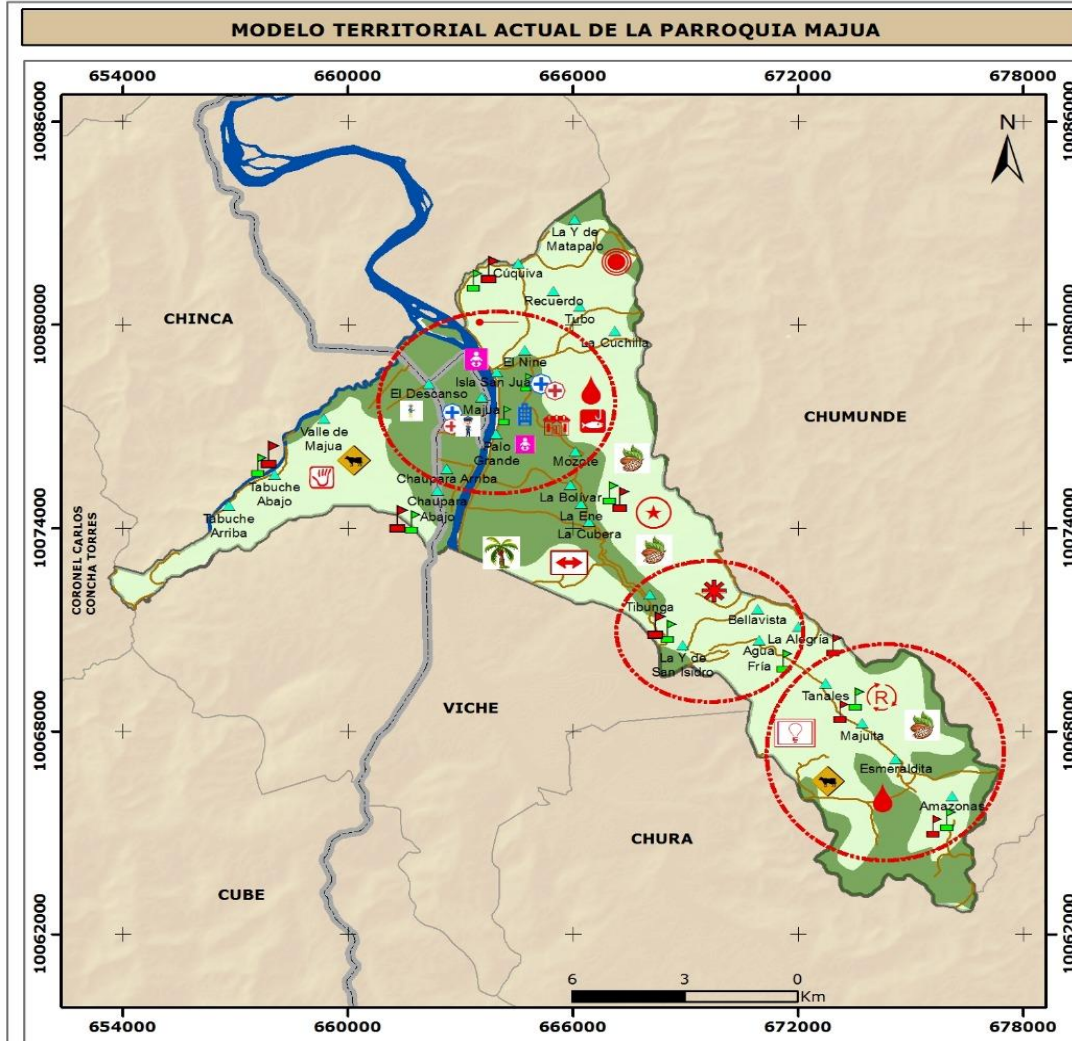 MODELO TERRITORIAL ACTUAL DE LA PARROQUIA MAJUA
654000 660000 666000 672000 678000
10086000
10086000
N
La Y de
Matapalo
Cúquiva
Recuerdo
CHINCA
10080000
10080000
Tubo
La Cuchilla
El Nine
Isla San Jua
El Descanso
Majua
CHUMUNDE
Valle de
Majua
Palo
Grande
Mozote
Chaupara Arriba
Tabuche
Abajo
La Bolívar
Chaupara
Abajo
La Ene
10074000
10074000
Tabuche
Arriba
La Cubera
CORONEL CARLOS
CONCHA TORRES
Tibunga
Bellavista
La Alegría
Agua
Fría
La Y de
San Isidro
VICHE
Tanales
R
10068000
10068000
Majuita
Esmeraldita
Amazonas
CHURA
CUBE
10062000
10062000
6 3 0
Km
654000 660000 666000 672000 678000